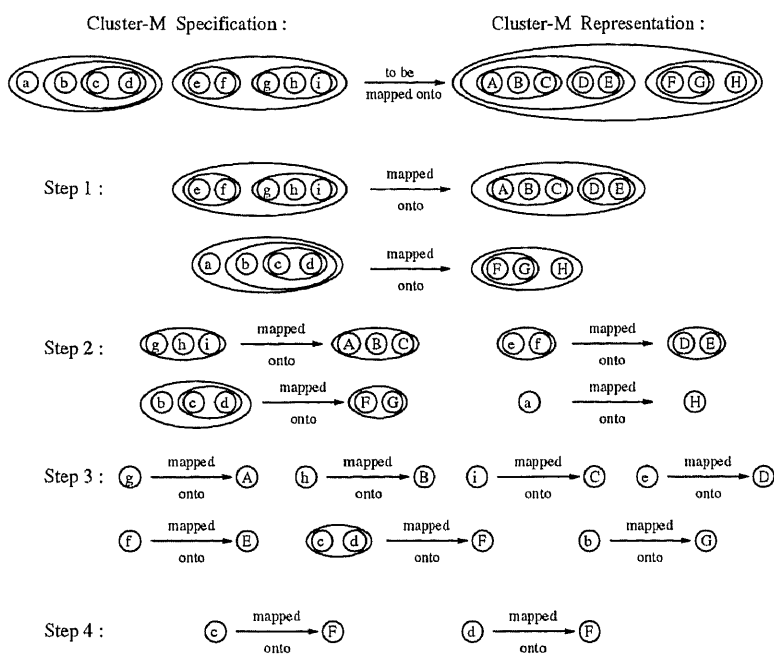 Cluster-M Specification : Cluster-M Representation :
a b c d e f g h i to be mapped onto A B C D E F G H
Step 1 : e f g h i mapped onto A B C D E
a b c d mapped onto F G H
Step 2 : g h i mapped onto A B C e f mapped onto D E
b c d mapped onto F G a mapped onto H
Step 3 : g mapped onto A h mapped onto B i mapped onto C e mapped onto D
f mapped onto E c d mapped onto F b mapped onto G
Step 4 : c mapped onto F d mapped onto F